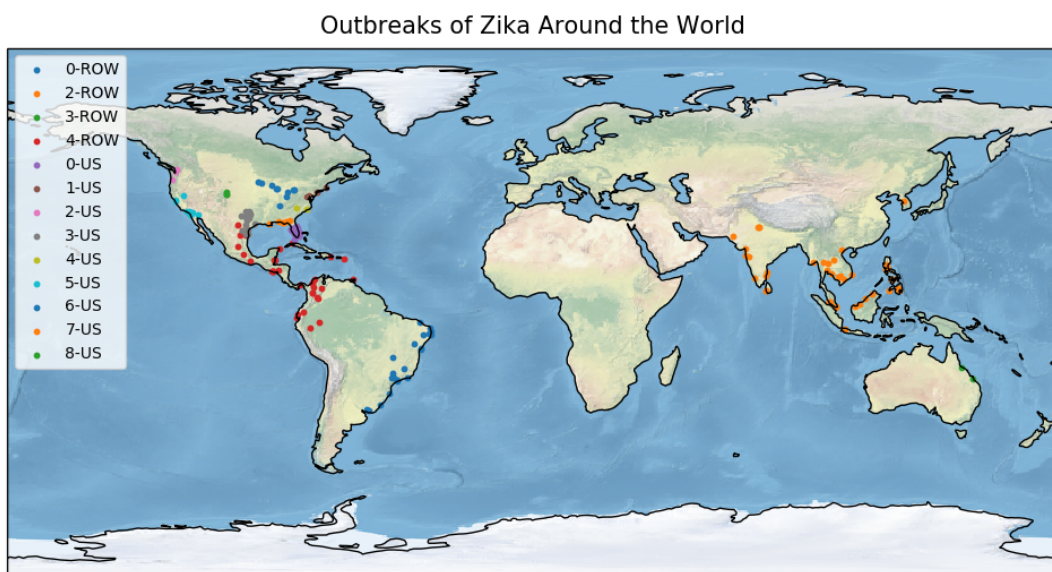 Outbreaks of Zika Around the World
0-ROW
2-ROW
3-ROW
4-ROW
0-US
1-US
2-US
3-US
4-US
5-US
6-US
7-US
8-US